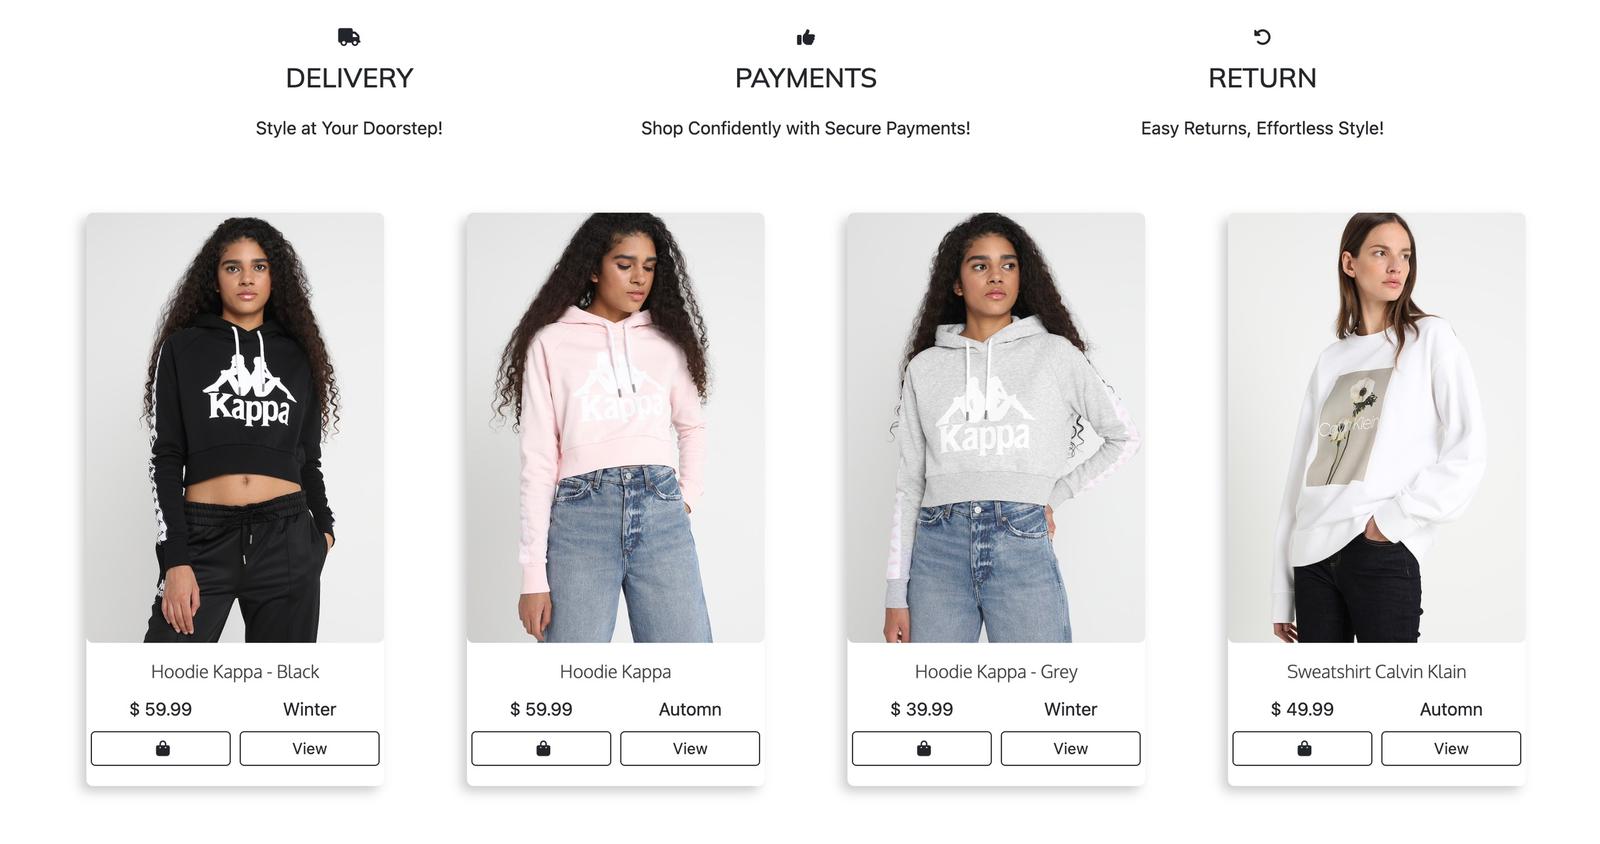 DELIVERY
PAYMENTS
RETURN
Style at Your Doorstep!
Shop Confidently with Secure Payments!
Easy Returns, Effortless Style!
Kappa
Kappa
Kappa
Calvin Klein
Hoodie Kappa - Black
Hoodie Kappa
Hoodie Kappa - Grey
Sweatshirt Calvin Klain
$ 59.99
Winter
$ 59.99
Automn
$ 39.99
Winter
$ 49.99
Automn
View
View
View
View